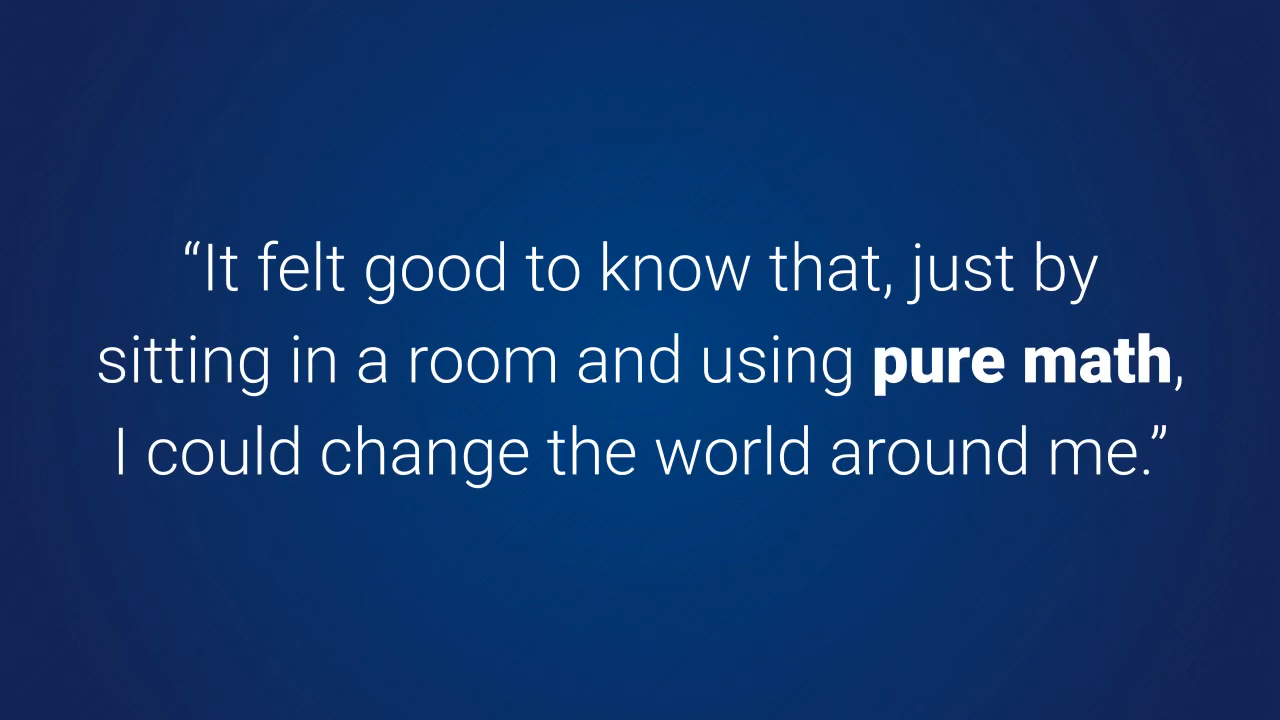 “It felt good to know that, just by
sitting in a room and using pure math,
I could change the world around me.”